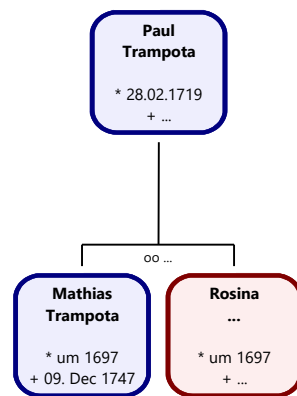 Paul
Trampota
* 28.02.1719
+ ...
oo ...
Mathias
Trampota
* um 1697
+ 09. Dec 1747
Rosina
...
* um 1697
+ ...